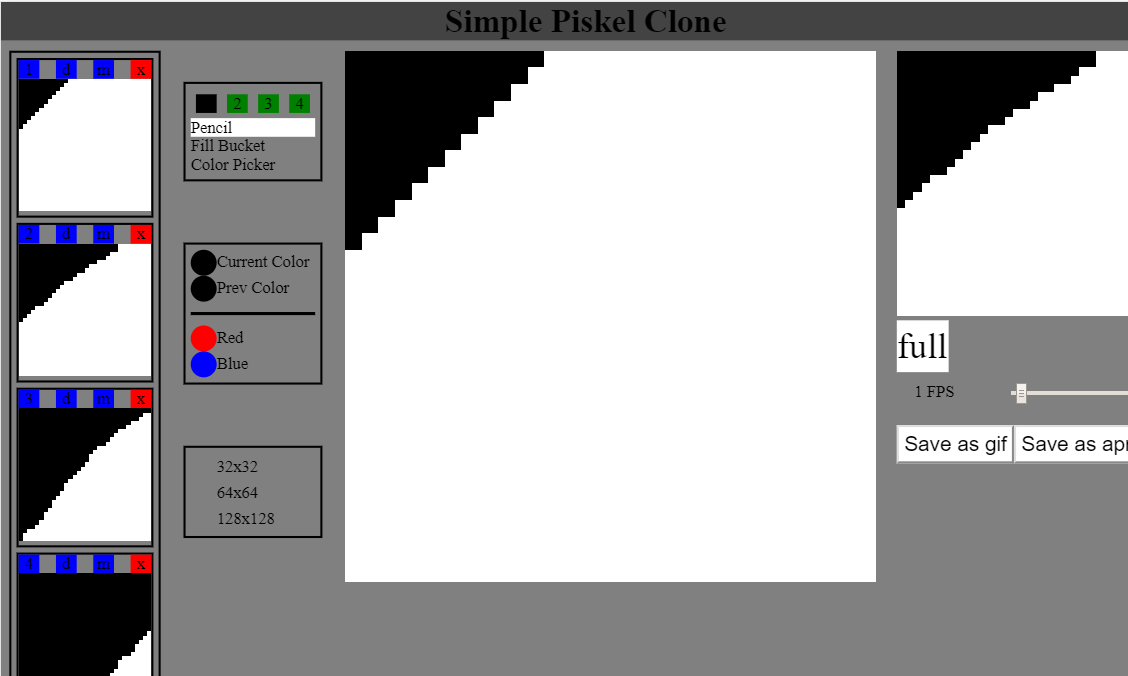 Simple Piskel Clone
1 d m x
2 d m x
3 d m x
4 d m x
2 3 4
Pencil
Fill Bucket
Color Picker
Current Color
Prev Color
Red
Blue
32x32
64x64
128x128
full
1 FPS
Save as gif
Save as apr